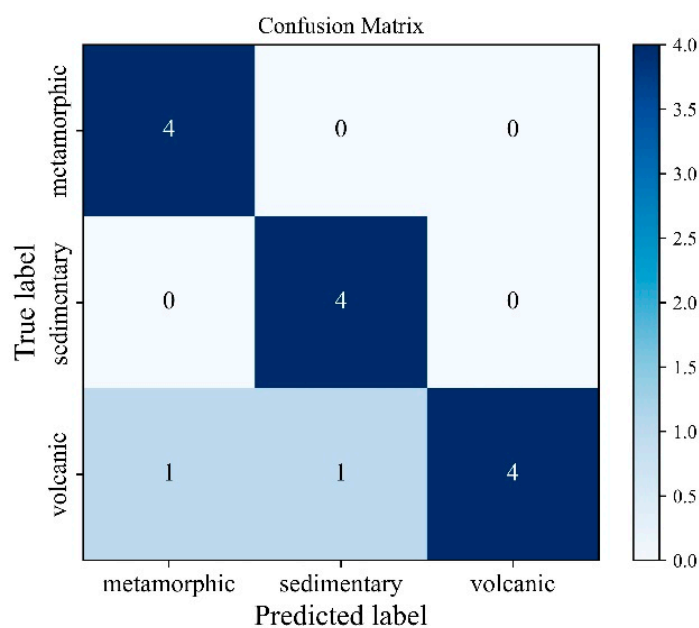 Confusion Matrix
metamorphic
sedimentary
volcanic
True label
4 0 0
0 4 0
1 1 4
metamorphic sedimentary volcanic
Predicted label
4.0
3.5
3.0
2.5
2.0
1.5
1.0
0.5
0.0